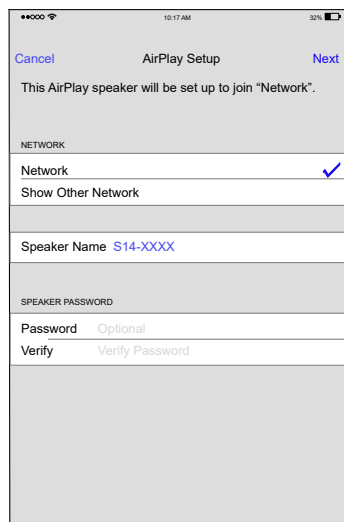 10:17 AM 32%
Cancel AirPlay Setup Next
This AirPlay speaker will be set up to join “Network”.
NETWORK
Network
Show Other Network
Speaker Name S14-XXXX
SPEAKER PASSWORD
Password Optional
Verify Verify Password